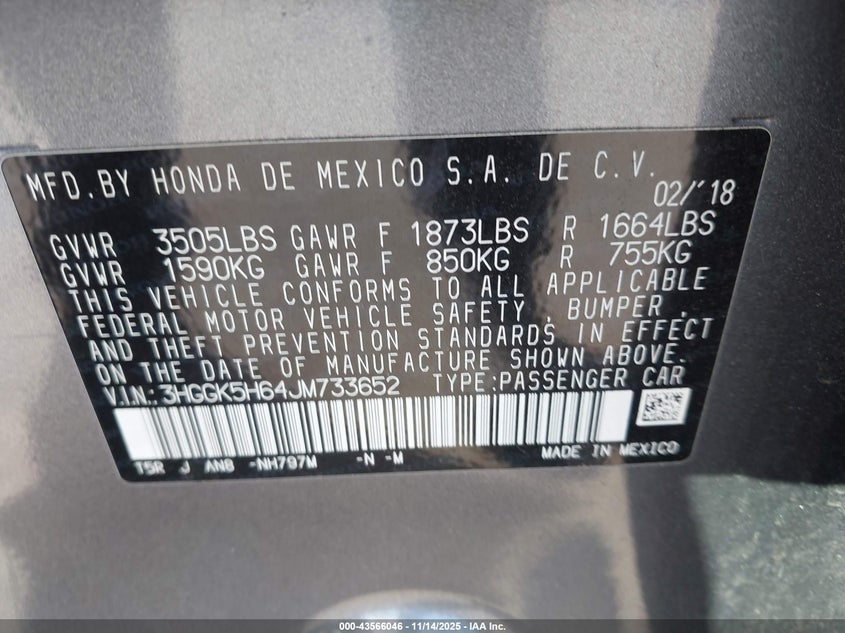 MFD.BY HONDA DE MEXICO S.A. DE C.V.
02/'18
GVWR 3505LBS GAWR F 1873LBS R 1664LBS
GVWR 1590KG GAWR F 850KG R 755KG
THIS VEHICLE CONFORMS TO ALL APPLICABLE
FEDERAL MOTOR VEHICLE SAFETY, BUMPER,
AND THEFT PREVENTION STANDARDS IN EFFECT
ON THE DATE OF MANUFACTURE SHOWN ABOVE.
V.I.N: 3HGGK5H64JM733652 TYPE:PASSENGER CAR
T5R J AN8 -NH797M -N -M MADE IN MEXICO
000-43566046 - 11/14/2025 - IAA Inc.